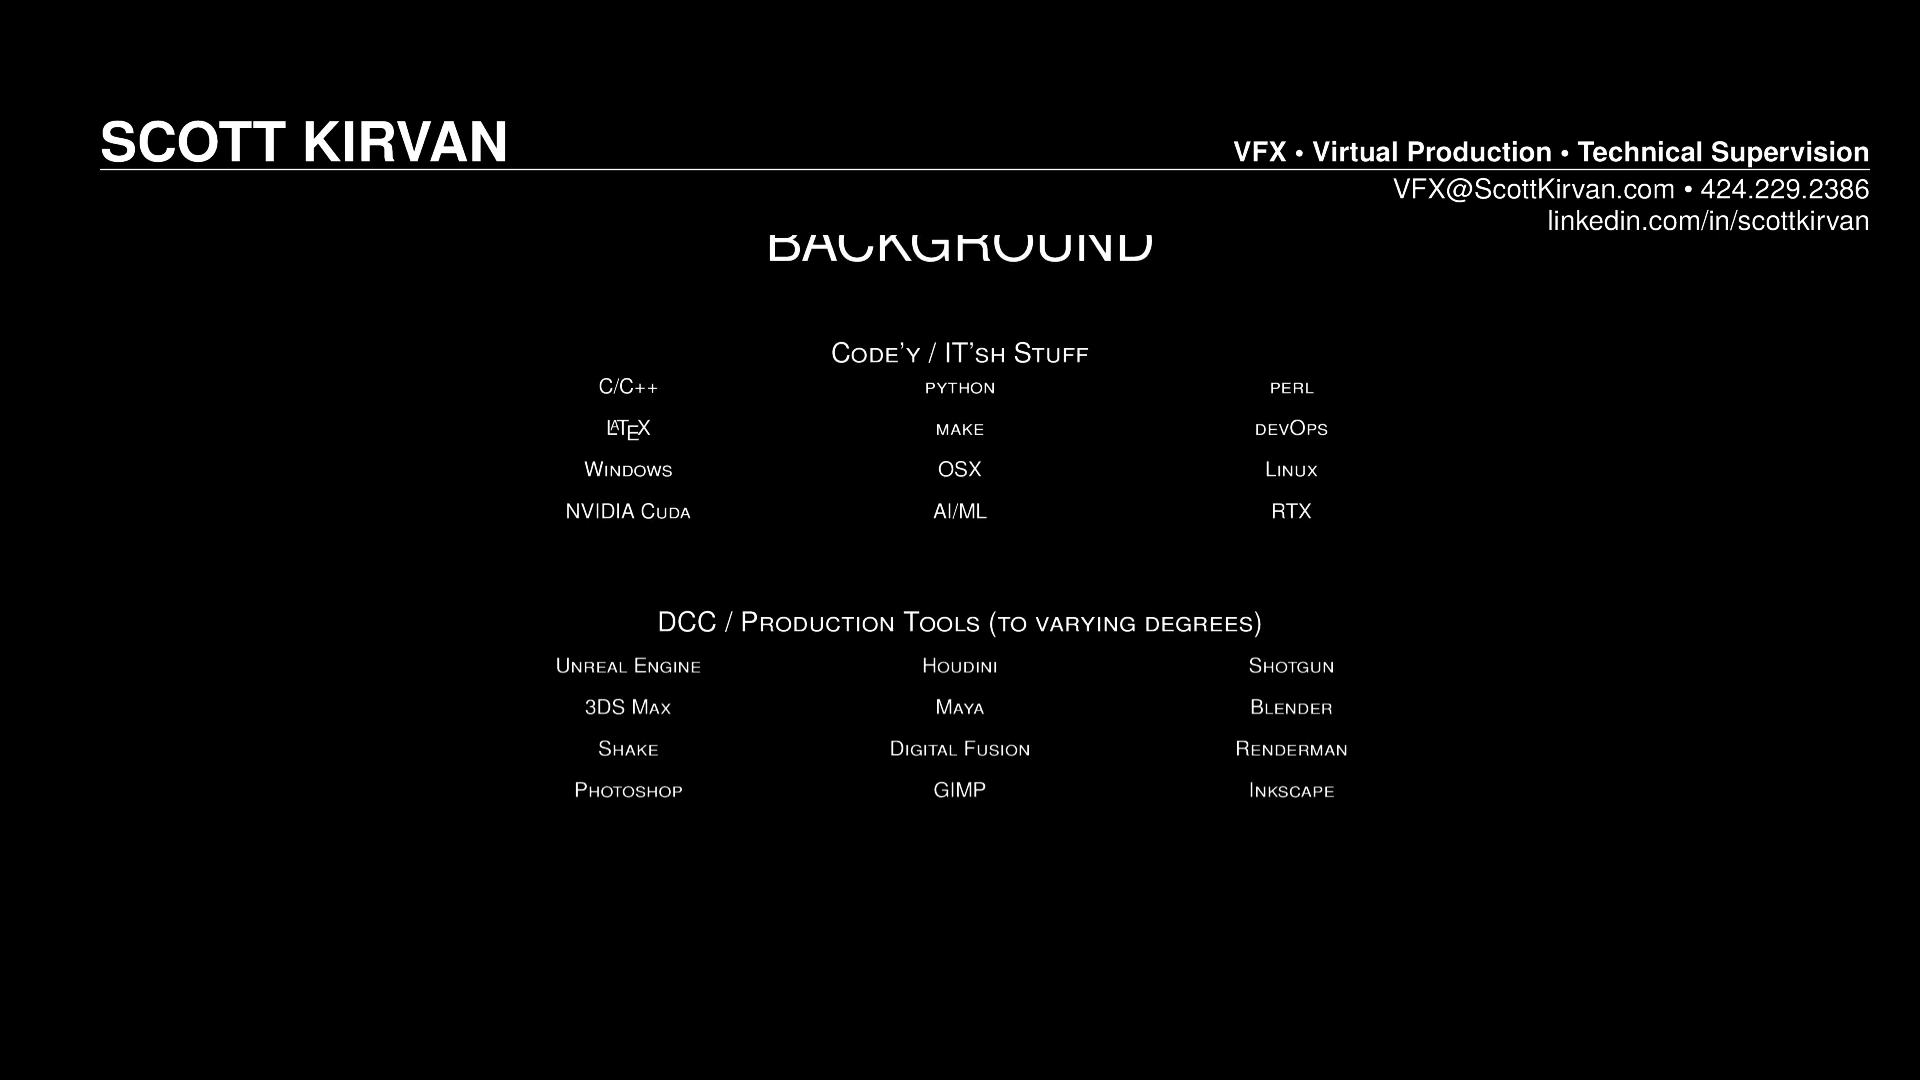 SCOTT KIRVAN
VFX • Virtual Production • Technical Supervision
VFX@ScottKirvan.com • 424.229.2386
linkedin.com/in/scottkirvan
BACKGROUND
Code'y / IT'sh Stuff
C/C++ python perl
LATEX make devOps
Windows OSX Linux
NVIDIA Cuda AI/ML RTX
DCC / Production Tools (to varying degrees)
Unreal Engine Houdini Shotgun
3DS Max Maya Blender
Shake Digital Fusion Renderman
Photoshop GIMP Inkscape